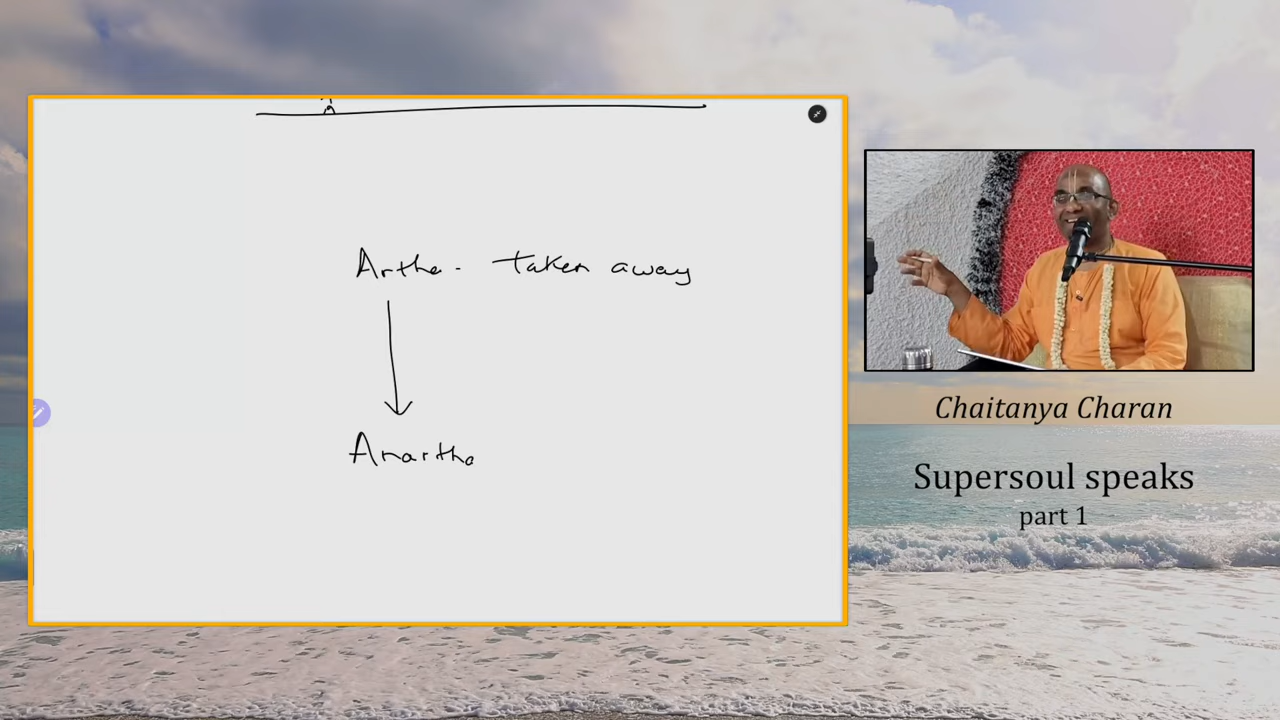 Artha - Taken away
Anartha
Chaitanya Charan
Supersoul speaks
part 1